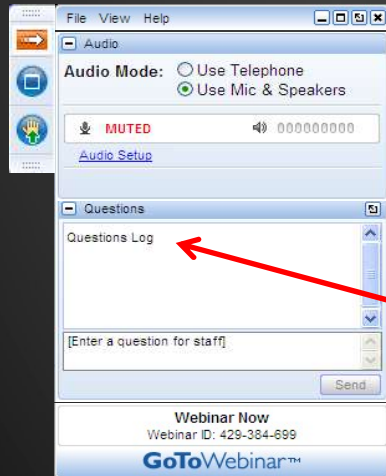 File View Help
Audio
Audio Mode: Use Telephone
Use Mic & Speakers
MUTED 000000000
Audio Setup
Questions
Questions Log
[Enter a question for staff]
Send
Webinar Now
Webinar ID: 429-384-699
GoToWebinar™